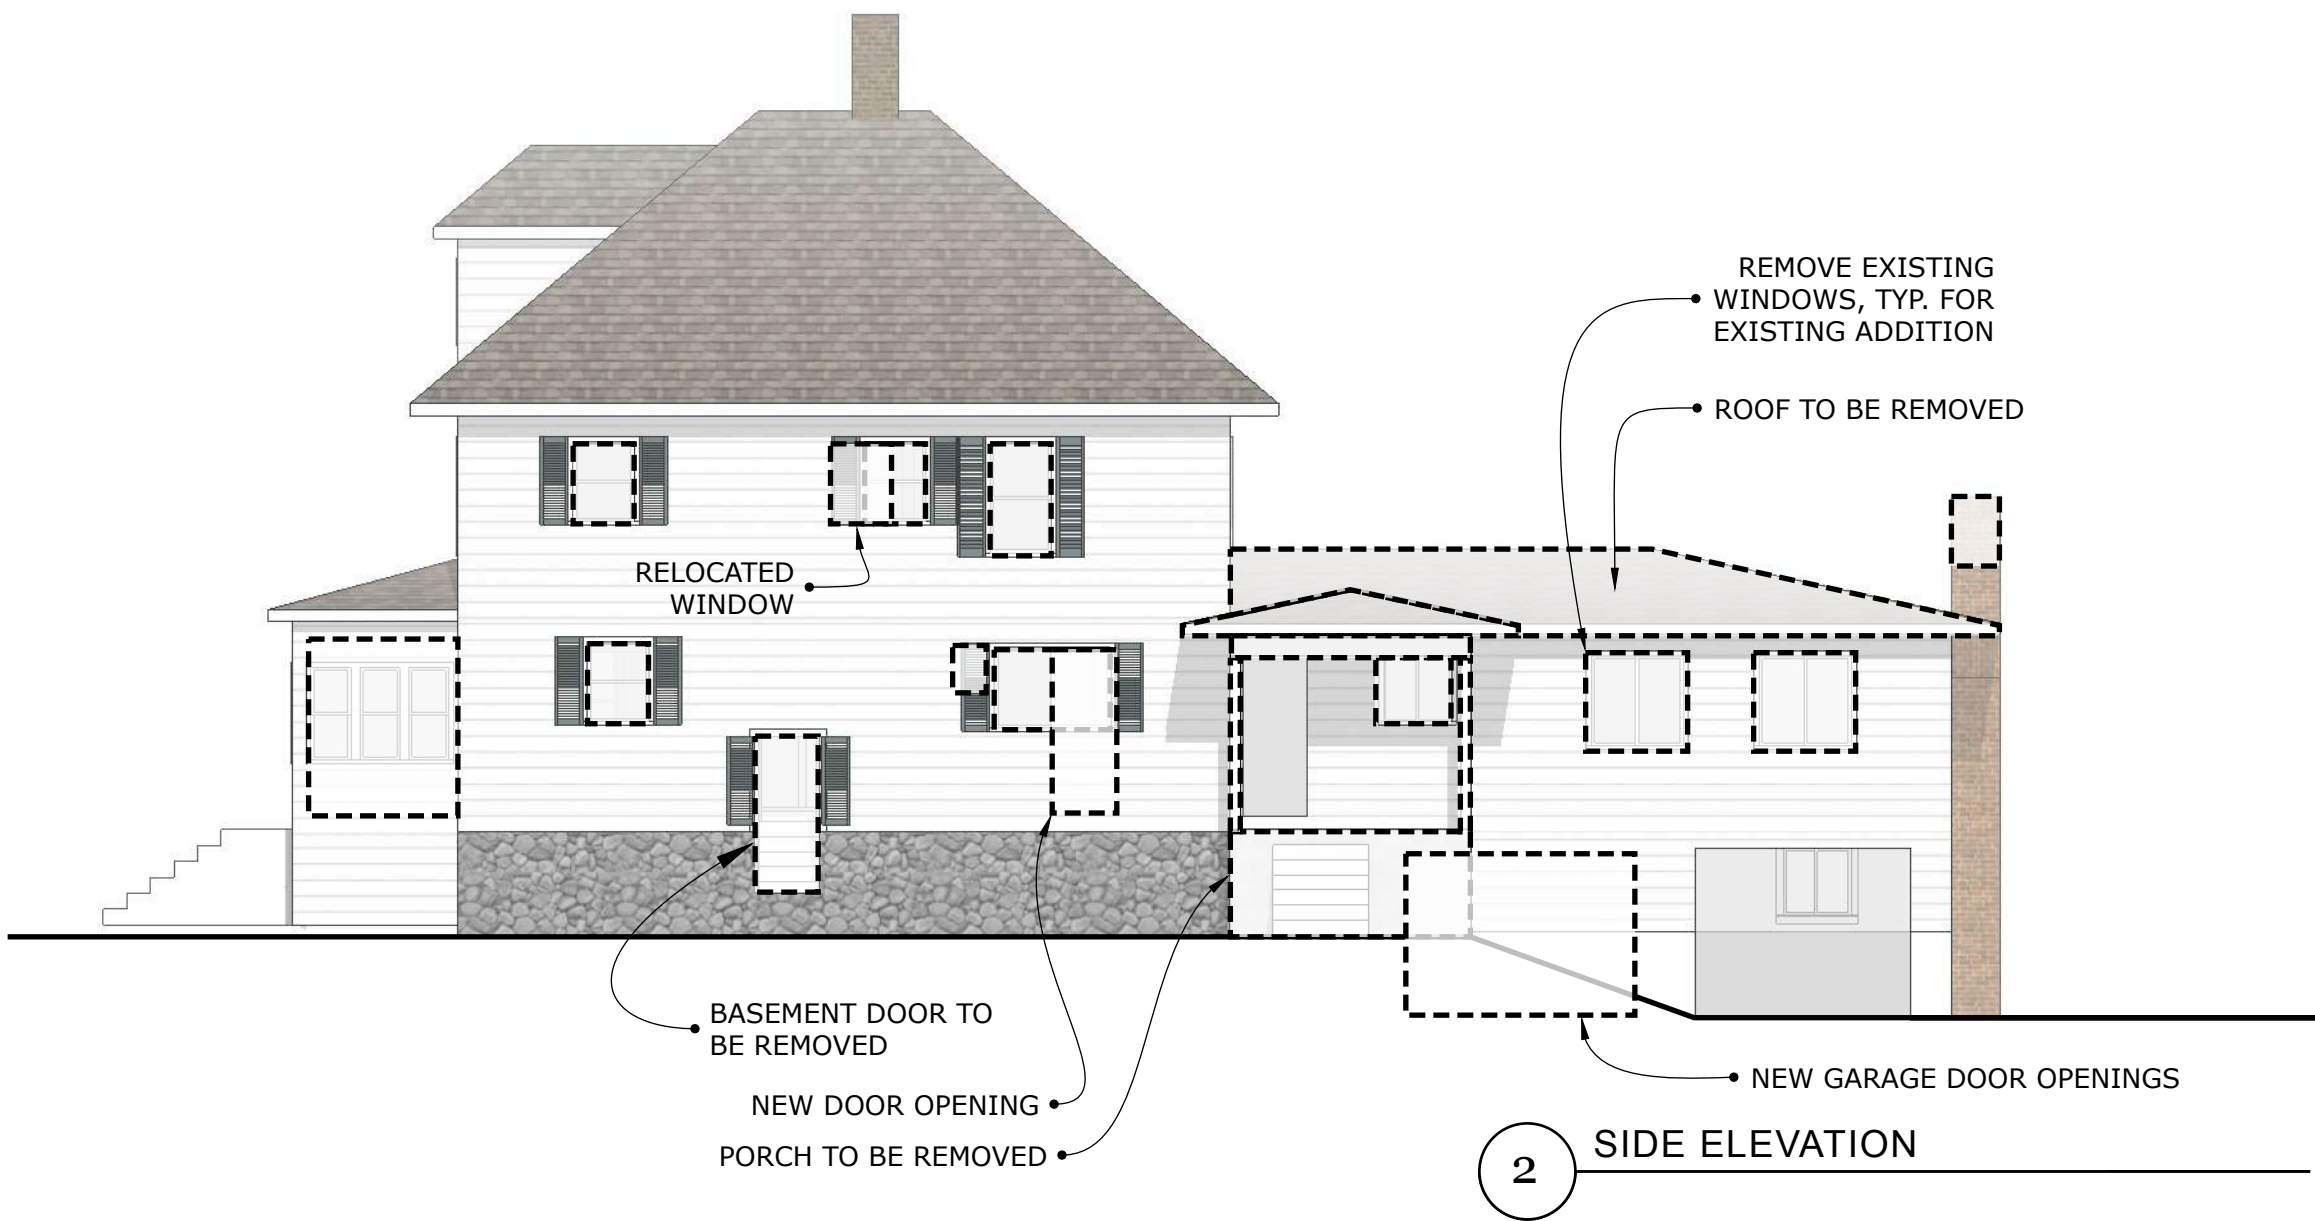 REMOVE EXISTING
WINDOWS, TYP. FOR
EXISTING ADDITION
ROOF TO BE REMOVED
RELOCATED
WINDOW
BASEMENT DOOR TO
BE REMOVED
NEW DOOR OPENING
PORCH TO BE REMOVED
NEW GARAGE DOOR OPENINGS
2 SIDE ELEVATION